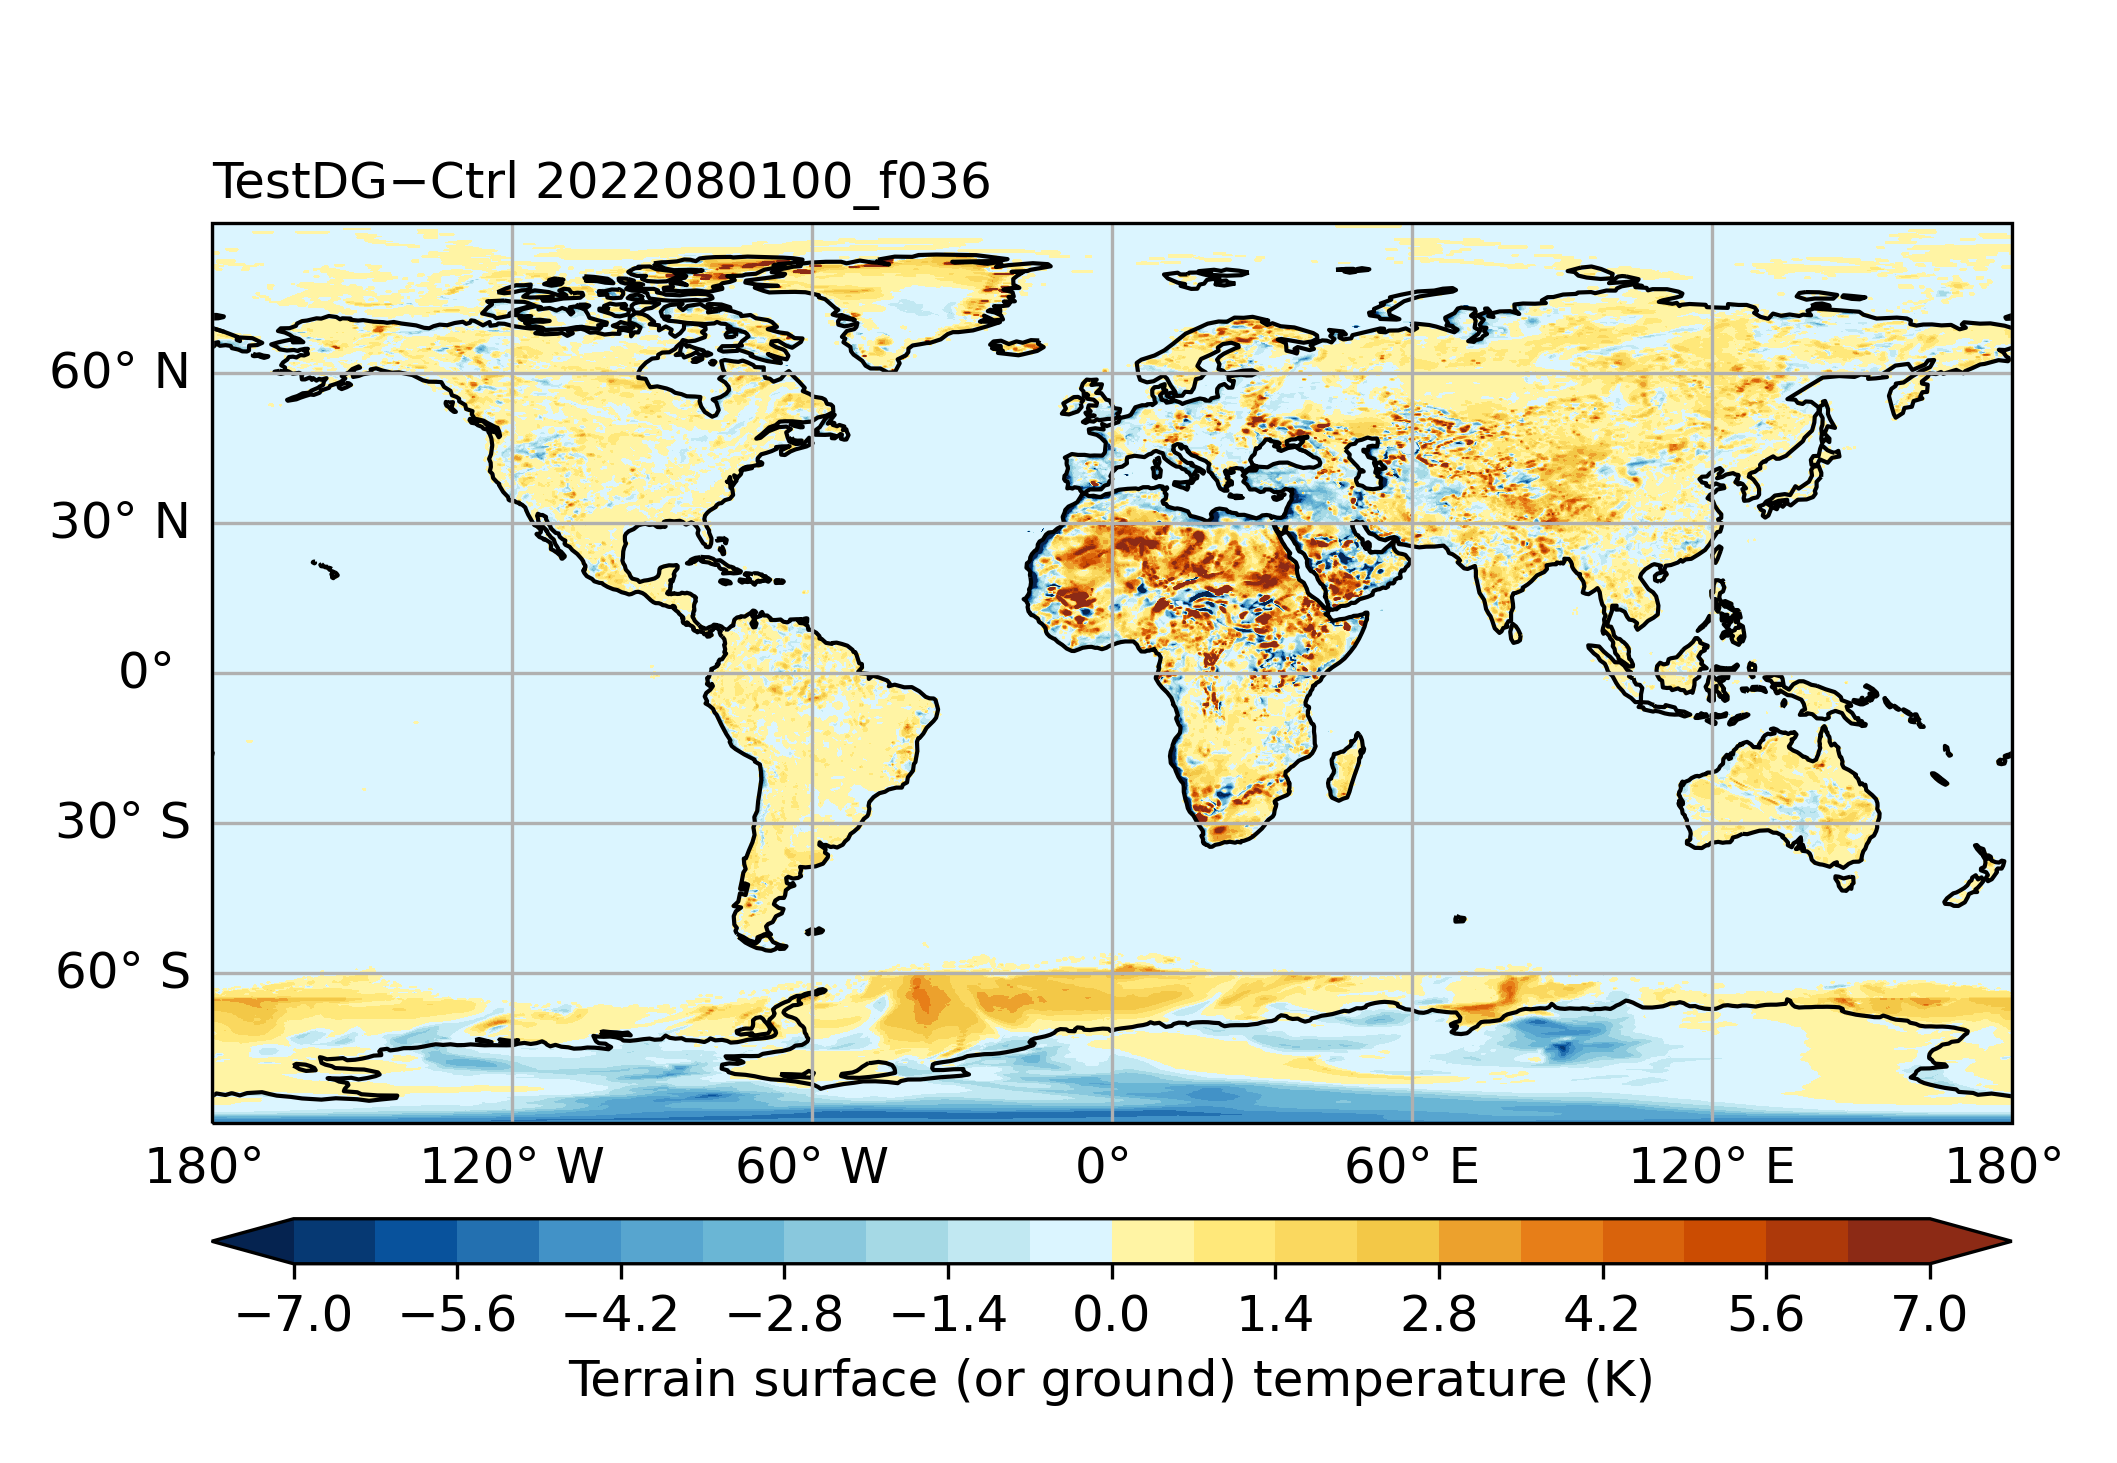 TestDG−Ctrl 2022080100_f036
60° N
30° N
0°
30° S
60° S
180° 120° W 60° W 0° 60° E 120° E 180°
−7.0 −5.6 −4.2 −2.8 −1.4 0.0 1.4 2.8 4.2 5.6 7.0
Terrain surface (or ground) temperature (K)